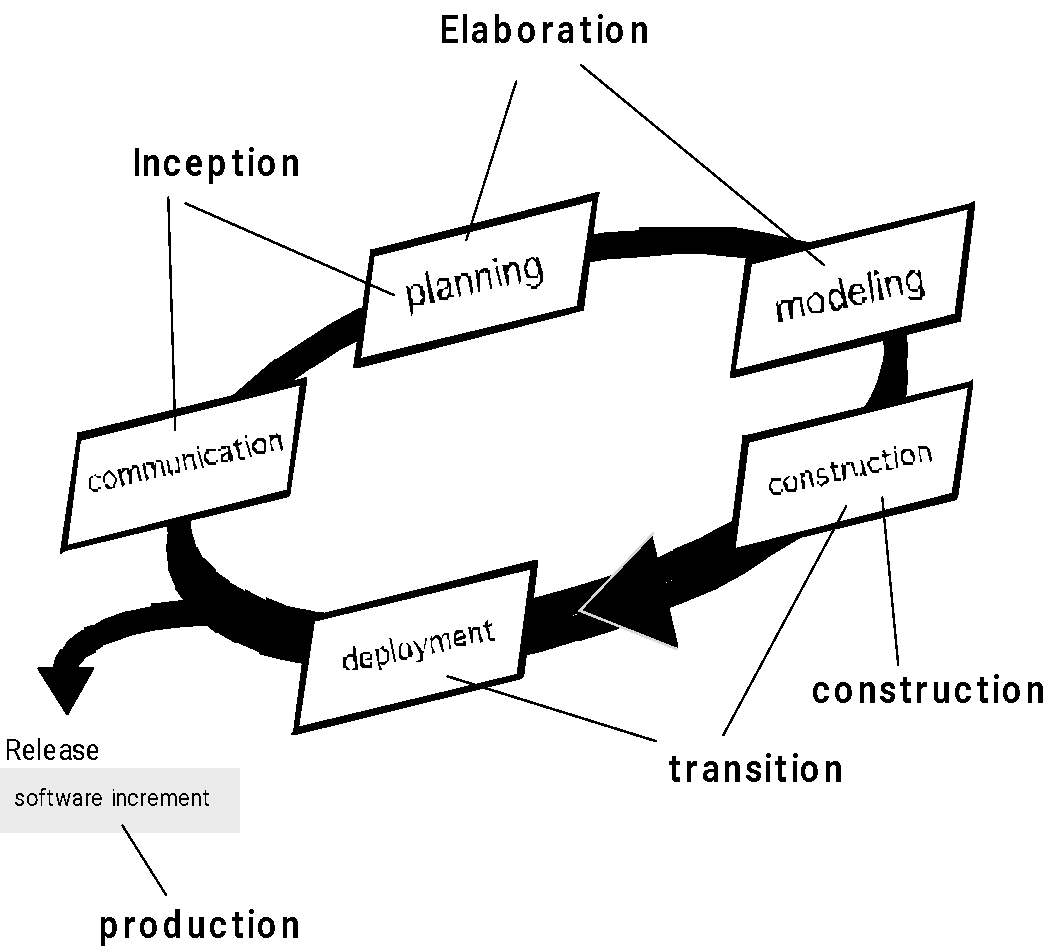 Elaboration
Inception
planning
modeling
communication
construction
deployment
construction
transition
Release
software increment
production